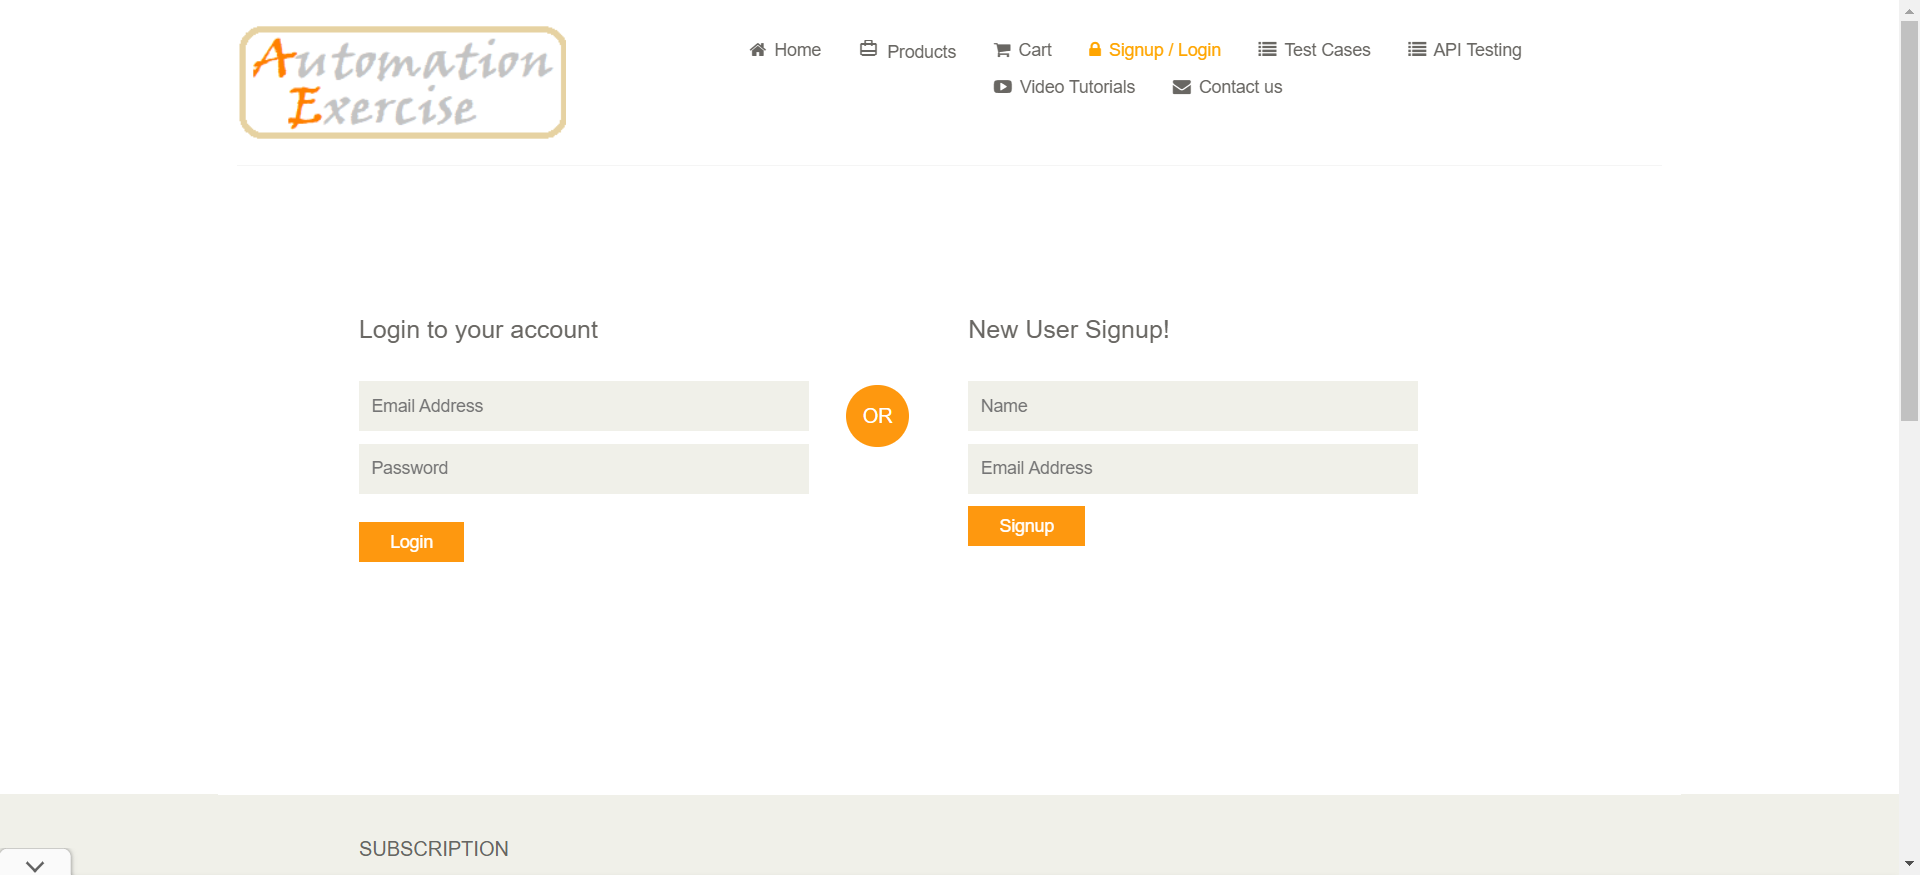 Automation
Exercise
Home Products Cart Signup / Login Test Cases API Testing
Video Tutorials Contact us
Login to your account
Email Address
Password
Login
OR
New User Signup!
Name
Email Address
Signup
SUBSCRIPTION